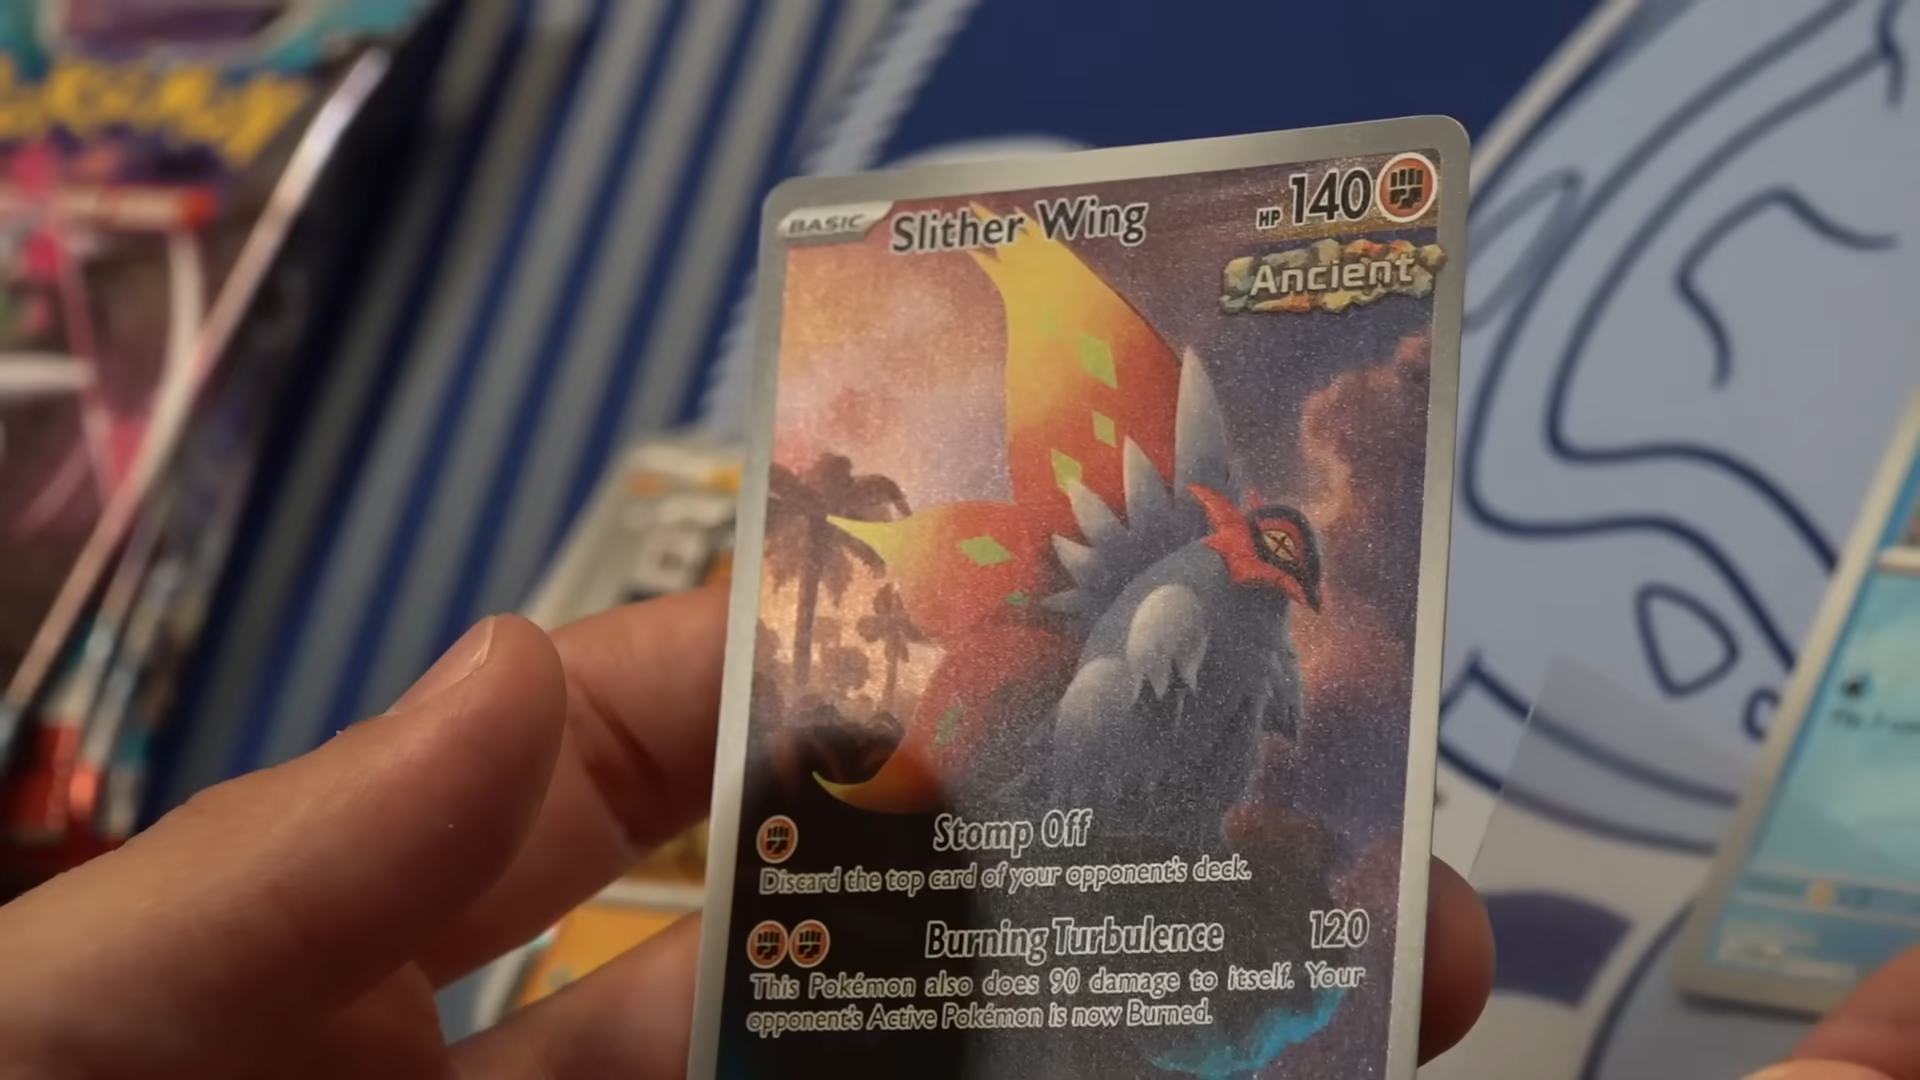 Pokémon
BASIC Slither Wing HP 140
Ancient
Stomp Off
Discard the top card of your opponent's deck.
Burning Turbulence 120
This Pokémon also does 90 damage to itself. Your
opponent's Active Pokémon is now Burned.